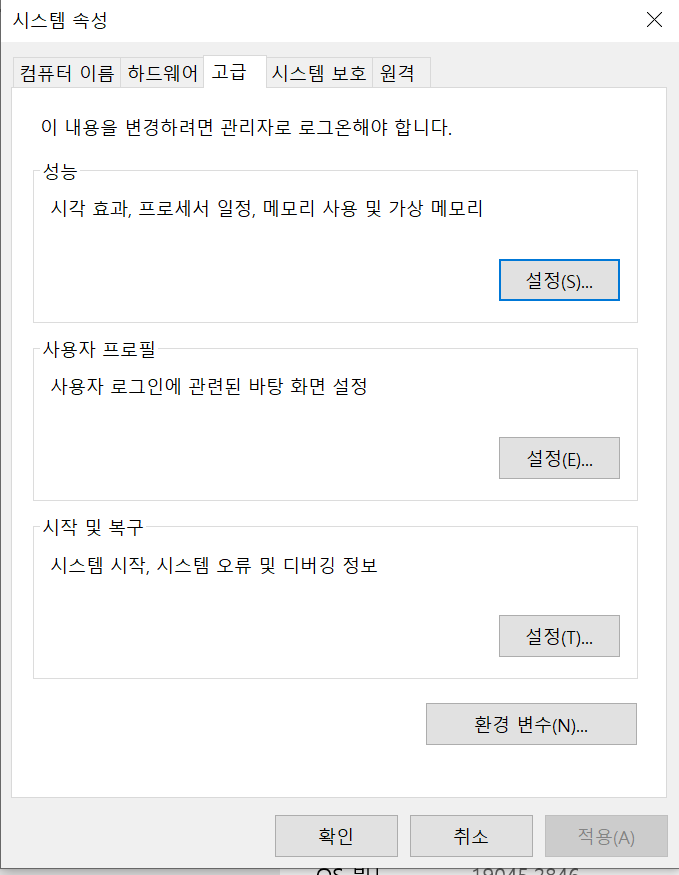 시스템 속성
컴퓨터 이름 하드웨어 고급 시스템 보호 원격
이 내용을 변경하려면 관리자로 로그온해야 합니다.
성능
시각 효과, 프로세서 일정, 메모리 사용 및 가상 메모리
설정(S)...
사용자 프로필
사용자 로그인에 관련된 바탕 화면 설정
설정(E)...
시작 및 복구
시스템 시작, 시스템 오류 및 디버깅 정보
설정(T)...
환경 변수(N)...
확인 취소 적용(A)
OS 빌드 19045.2846